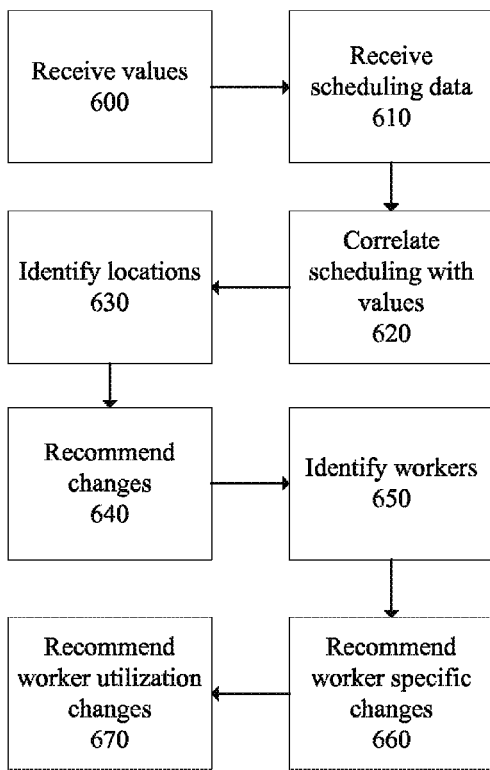 Receive values
600
Receive
scheduling data
610
Correlate
scheduling with
values
620
Identify locations
630
Recommend
changes
640
Identify workers
650
Recommend
worker specific
changes
660
Recommend
worker utilization
changes
670